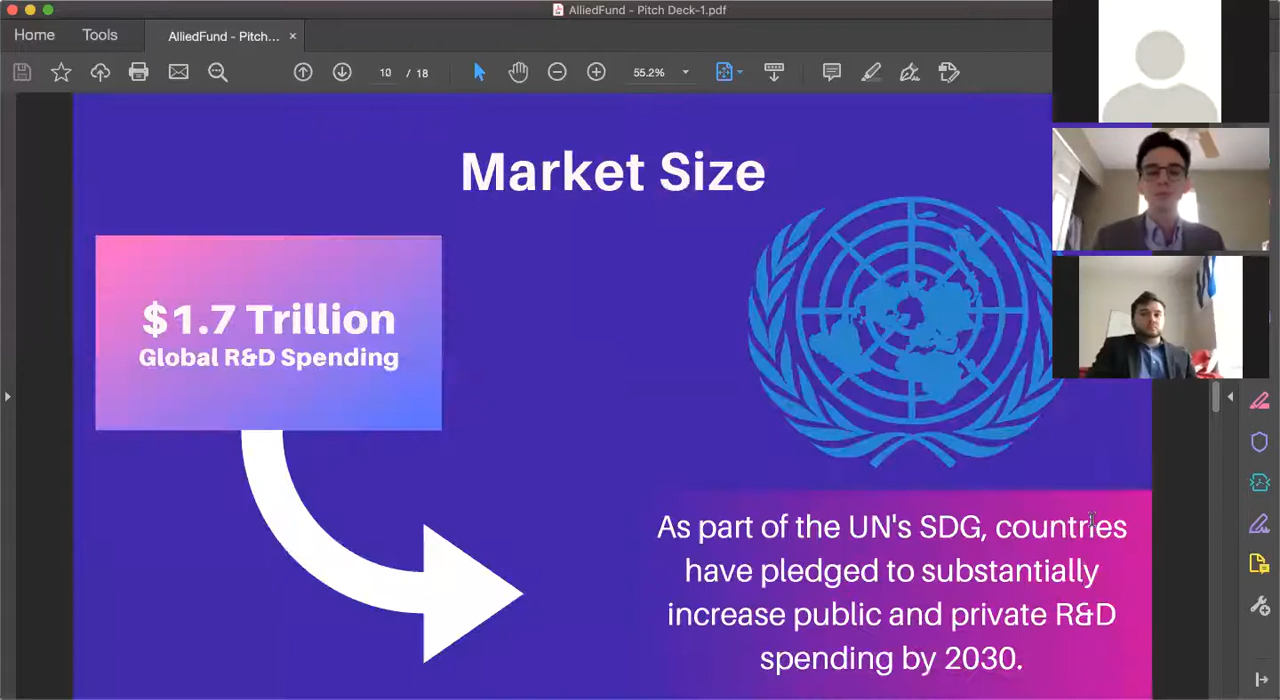 AlliedFund - Pitch Deck-1.pdf
Home
Tools
AlliedFund - Pitch...
10 / 18
55.2%
Market Size
$1.7 Trillion
Global R&D Spending
As part of the UN's SDG, countries
have pledged to substantially
increase public and private R&D
spending by 2030.